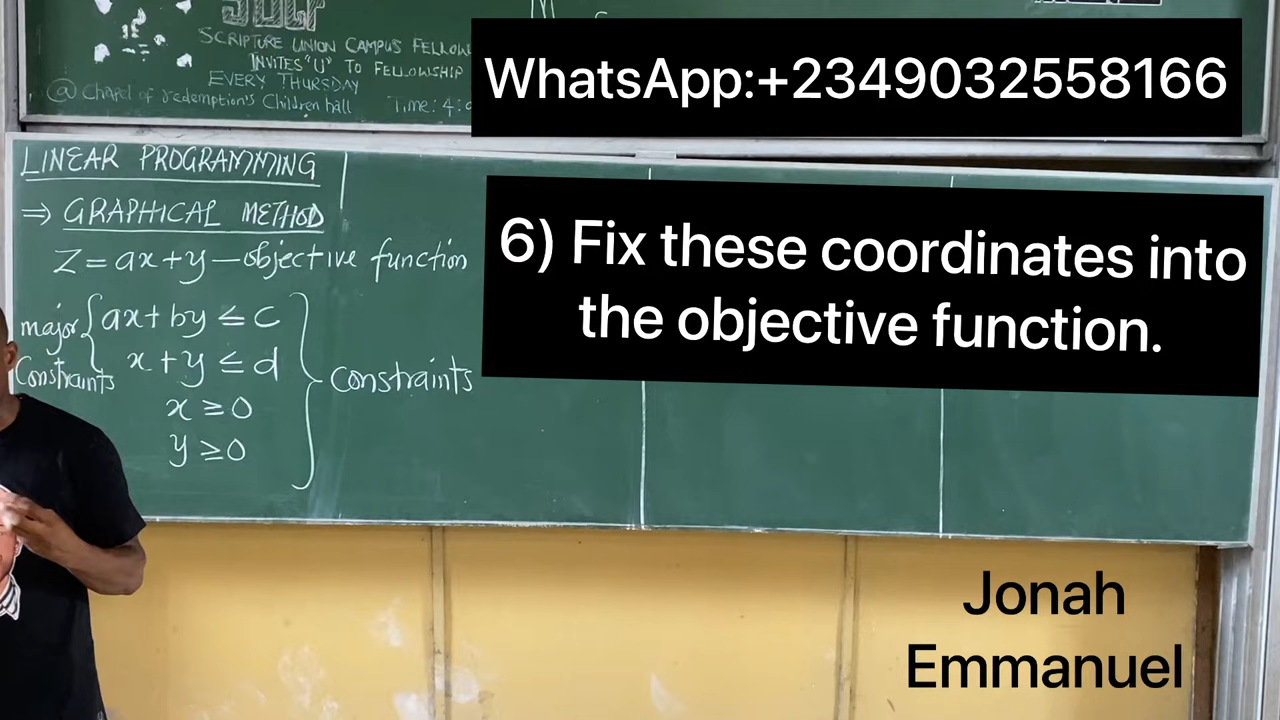 SCRIPTURE UNION CAMPUS
INVITES "U" TO FELLOWSHIP
EVERY THURSDAY
@ Chapel of redemption's Children hall Time: 4:
WhatsApp:+2349032558166
LINEAR PROGRAMMING
⇒ GRAPHICAL METHOD
Z = ax + y — objective function
major
constraints
{ ax + by ≤ c
x + y ≤ d
x ≥ 0
y ≥ 0
} constraints
6) Fix these coordinates into
the objective function.
Jonah
Emmanuel